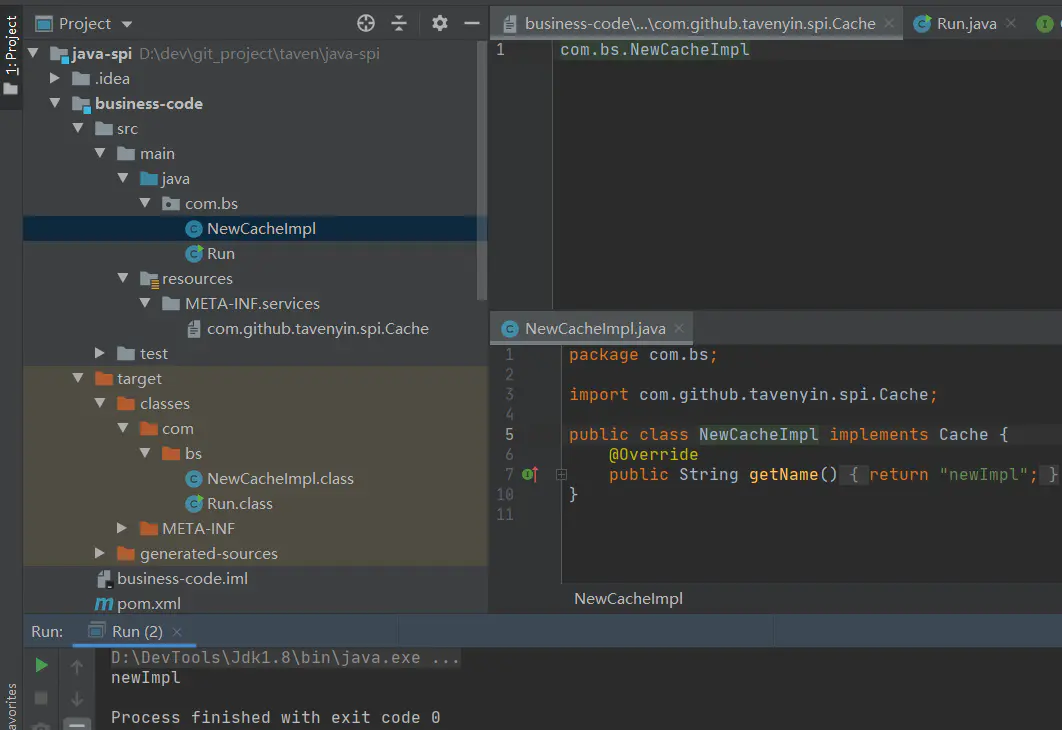 1: Project
Project
java-spi D:\dev\git_project\taven\java-spi
.idea
business-code
src
main
java
com.bs
NewCacheImpl
Run
resources
META-INF.services
com.github.tavenyin.spi.Cache
test
target
classes
com
bs
NewCacheImpl.class
Run.class
META-INF
generated-sources
business-code.iml
pom.xml
business-code\...\com.github.tavenyin.spi.Cache
Run.java
1 com.bs.NewCacheImpl
NewCacheImpl.java
1 package com.bs;
2
3 import com.github.tavenyin.spi.Cache;
4
5 public class NewCacheImpl implements Cache {
6 @Override
7 public String getName() { return "newImpl"; }
10 }
11
NewCacheImpl
Run: Run (2)
D:\DevTools\Jdk1.8\bin\java.exe ...
newImpl
Process finished with exit code 0